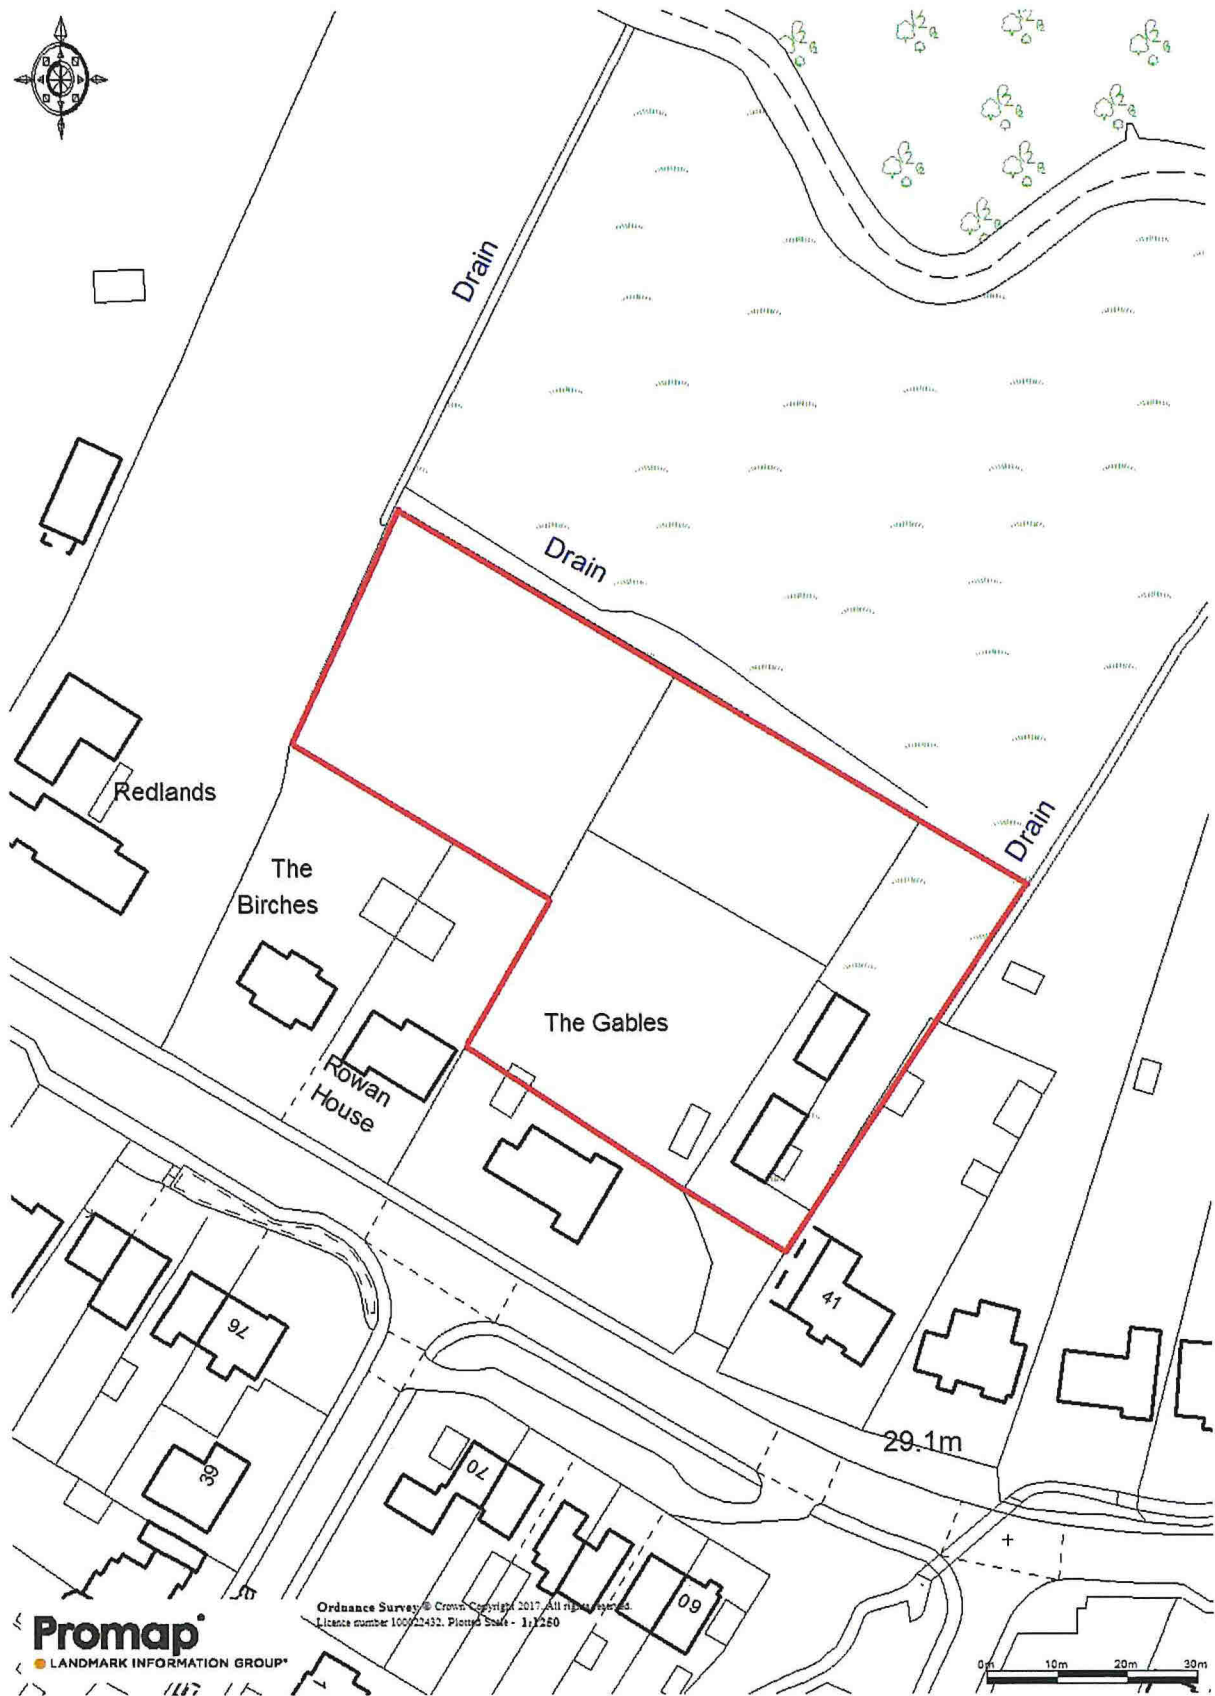 Drain
Drain
Redlands
The
Birches
Drain
The Gables
Rowan
House
41
76
29.1m
39
70
60
Promap
LANDMARK INFORMATION GROUP
Ordnance Survey © Crown Copyright 2017. All rights reserved.
Licence number 100022432. Plotted Scale - 1:1250
0m 10m 20m 30m